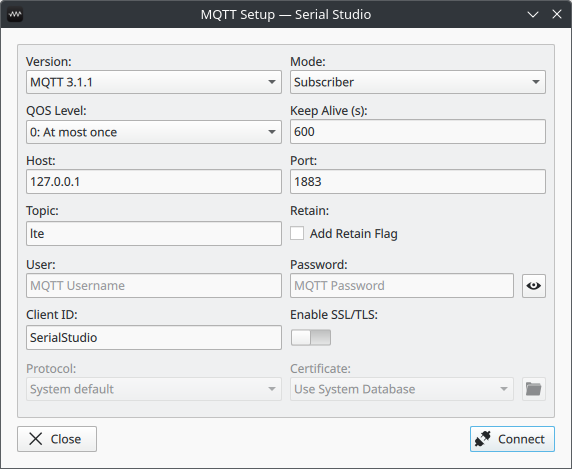 MQTT Setup — Serial Studio
Version:
Mode:
MQTT 3.1.1
Subscriber
QOS Level:
Keep Alive (s):
0: At most once
600
Host:
Port:
127.0.0.1
1883
Topic:
Retain:
lte
Add Retain Flag
User:
Password:
MQTT Username
MQTT Password
Client ID:
Enable SSL/TLS:
SerialStudio
Protocol:
Certificate:
System default
Use System Database
Close
Connect